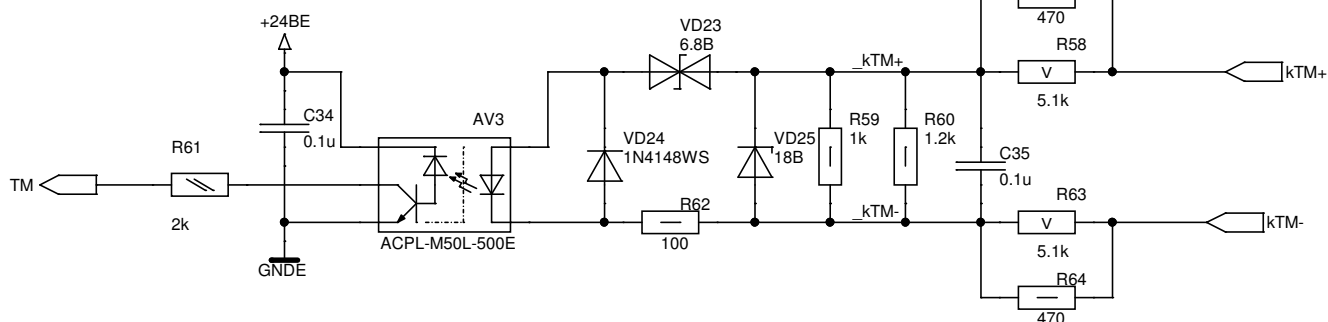 470
+24BE
VD23
6.8B
R58
_kTM+
kTM+
5.1k
C34
0.1u
AV3
R59
1k
R60
1.2k
VD24
1N4148WS
VD25
18B
R61
C35
0.1u
TM
R62
_kTM-
R63
kTM-
2k
100
ACPL-M50L-500E
5.1k
GNDE
R64
470
V
V